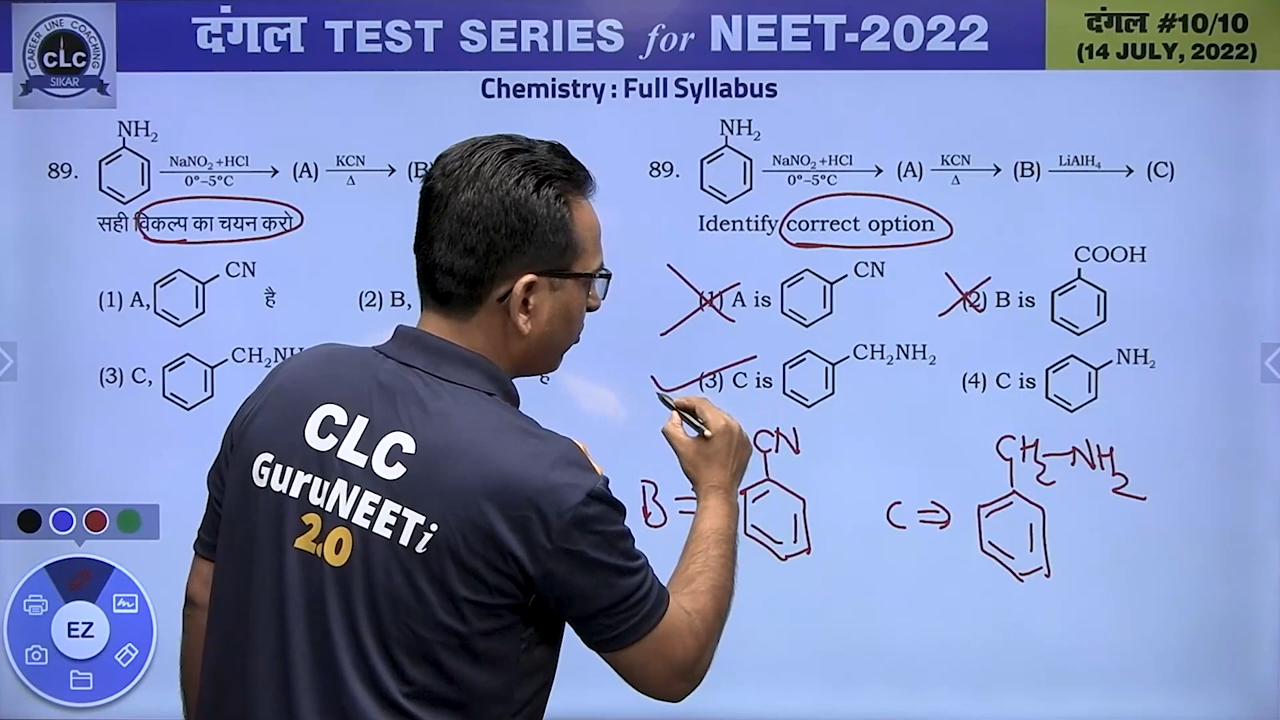 CAREER LINE COACHING
CLC
SIKAR
दंगल TEST SERIES for NEET-2022
दंगल #10/10
(14 JULY, 2022)
Chemistry : Full Syllabus
NH₂
89. NaNO₂+HCl 0°–5°C (A) KCN Δ (B
सही विकल्प का चयन करो
(1) A, CN है
(2) B,
(3) C, CH₂NH
है
NH₂
89. NaNO₂+HCl 0°–5°C (A) KCN Δ (B) LiAlH₄ (C)
Identify correct option
(1) A is CN
(2) B is COOH
(3) C is CH₂NH₂
(4) C is NH₂
B = CN
C ⇒ CH₂–NH₂
CLC
GuruNEETi
2.0
EZ